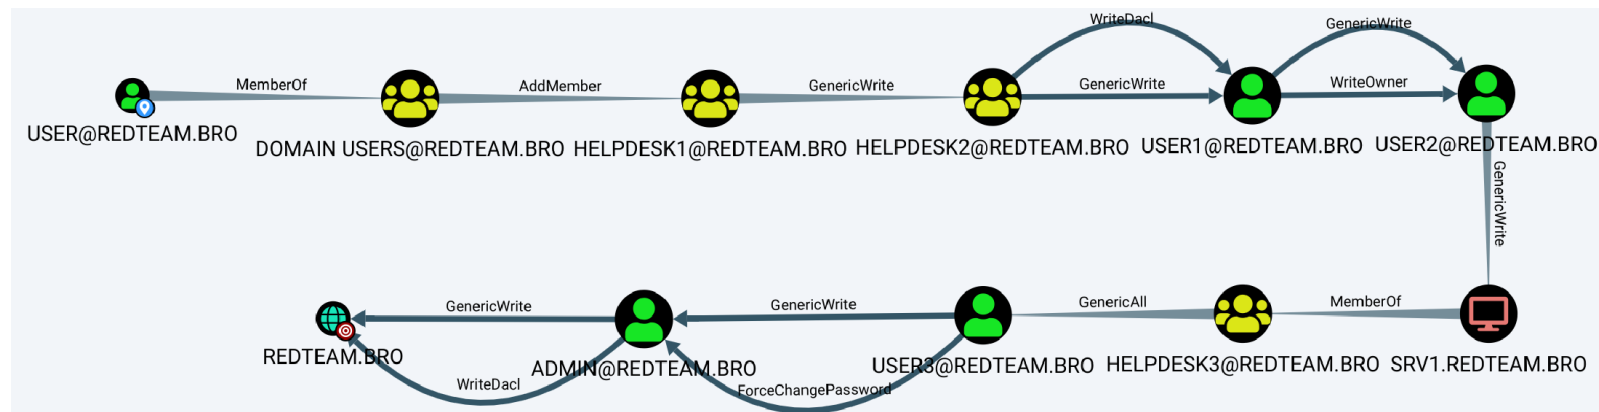 WriteDacl
GenericWrite
MemberOf
AddMember
GenericWrite
GenericWrite
WriteOwner
USER@REDTEAM.BRO
DOMAIN USERS@REDTEAM.BRO
HELPDESK1@REDTEAM.BRO
HELPDESK2@REDTEAM.BRO
USER1@REDTEAM.BRO
USER2@REDTEAM.BRO
GenericWrite
GenericWrite
GenericWrite
GenericAll
MemberOf
REDTEAM.BRO
ADMIN@REDTEAM.BRO
USER3@REDTEAM.BRO
HELPDESK3@REDTEAM.BRO
SRV1.REDTEAM.BRO
WriteDacl
ForceChangePassword